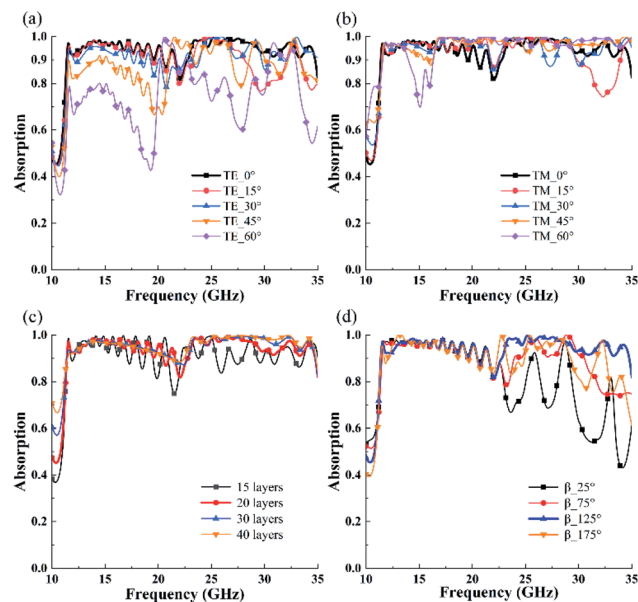 (a)
1.0
0.9
0.8
0.6
0.4
0.2
0.0
Absorption
TE_0°
TE_15°
TE_30°
TE_45°
TE_60°
10 15 20 25 30 35
Frequency (GHz)
(b)
1.0
0.9
0.8
0.6
0.4
0.2
0.0
Absorption
TM_0°
TM_15°
TM_30°
TM_45°
TM_60°
10 15 20 25 30 35
Frequency (GHz)
(c)
1.0
0.8
0.6
0.4
0.2
0.0
Absorption
15 layers
20 layers
30 layers
40 layers
10 15 20 25 30 35
Frequency (GHz)
(d)
1.0
0.8
0.6
0.4
0.2
0.0
Absorption
β_25°
β_75°
β_125°
β_175°
10 15 20 25 30 35
Frequency (GHz)